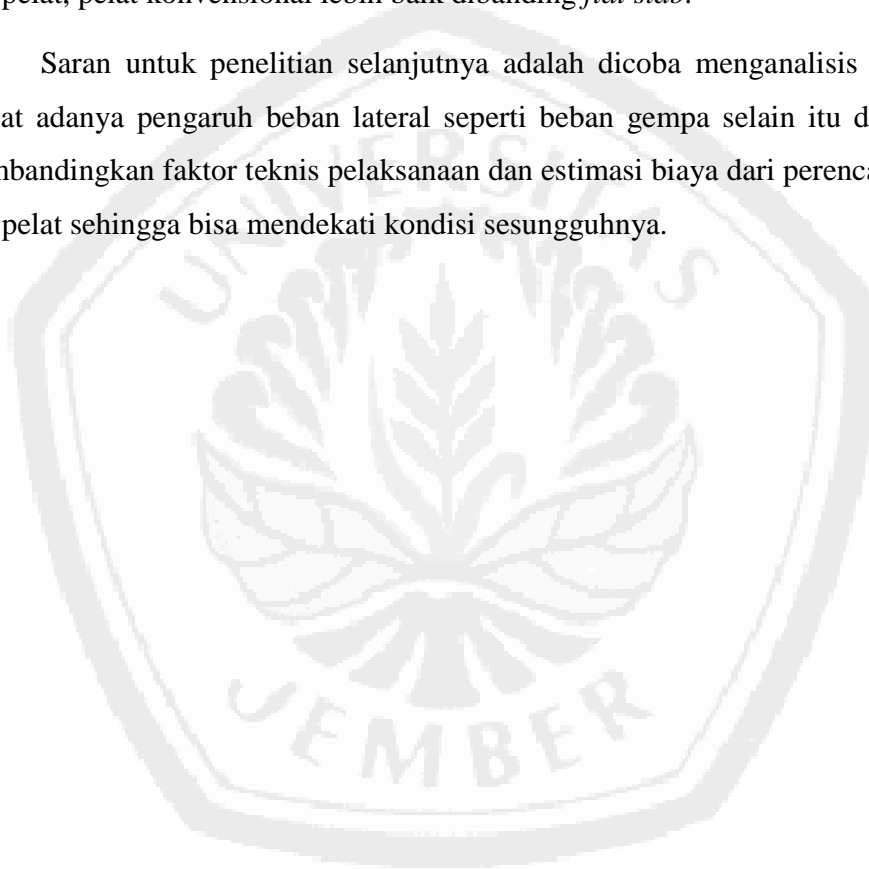 pelat, pelat konvensional lebih baik dibanding flat slab.
Saran untuk penelitian selanjutnya adalah dicoba menganalisis
at adanya pengaruh beban lateral seperti beban gempa selain itu d
mbandingkan faktor teknis pelaksanaan dan estimasi biaya dari perenca
pelat sehingga bisa mendekati kondisi sesungguhnya.
UNIVERSITAS
JEMBER